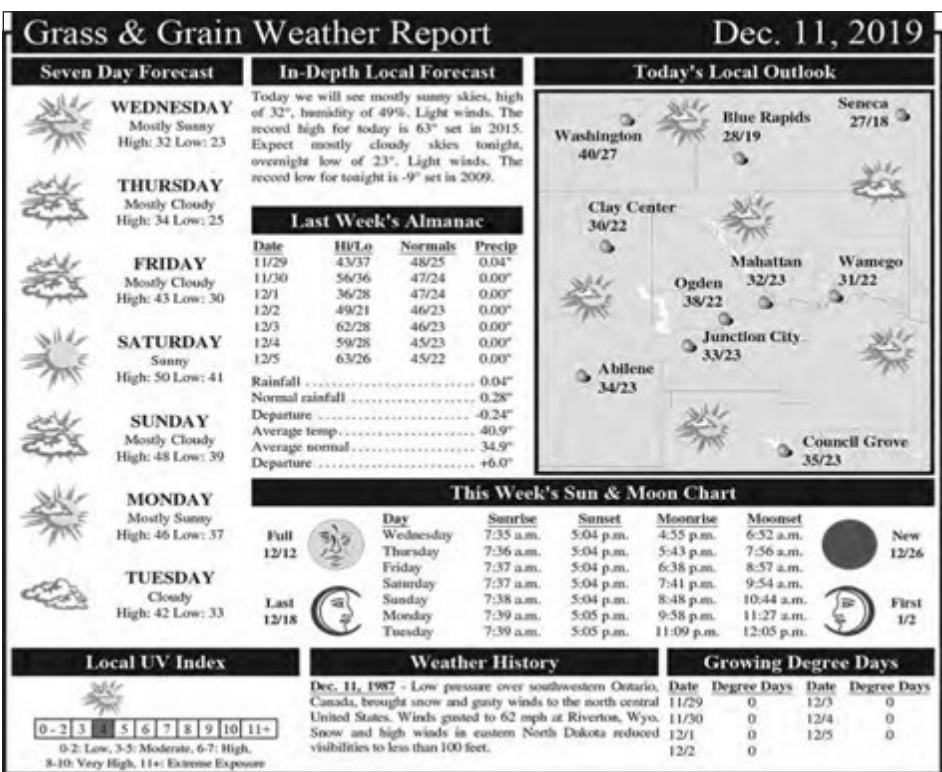 Grass & Grain Weather Report
Dec. 11, 2019
Seven Day Forecast
WEDNESDAY
Mostly Sunny
High: 32 Low: 23
THURSDAY
Mostly Cloudy
High: 34 Low: 25
FRIDAY
Mostly Cloudy
High: 43 Low: 30
SATURDAY
Sunny
High: 50 Low: 41
SUNDAY
Mostly Cloudy
High: 48 Low: 39
MONDAY
Mostly Sunny
High: 46 Low: 37
TUESDAY
Cloudy
High: 42 Low: 33
In-Depth Local Forecast
Today we will see mostly sunny skies, high
of 32°, humidity of 49%. Light winds. The
record high for today is 63° set in 2015.
Expect mostly cloudy skies tonight,
overnight low of 23°. Light winds. The
record low for tonight is -9° set in 2009.
Last Week's Almanac
Date Hi/Lo Normals Precip
11/29 43/37 48/25 0.04"
11/30 56/36 47/24 0.00"
12/1 36/28 47/24 0.00"
12/2 49/21 46/23 0.00"
12/3 62/28 46/23 0.00"
12/4 59/28 45/23 0.00"
12/5 63/26 45/22 0.00"
Rainfall ........................ 0.04"
Normal rainfall ................. 0.28"
Departure ....................... -0.24"
Average temp..................... 40.9°
Average normal................... 34.9°
Departure ....................... +6.0°
Today's Local Outlook
Washington
40/27
Blue Rapids
28/19
Seneca
27/18
Clay Center
30/22
Mahattan
32/23
Wamego
31/22
Ogden
38/22
Junction City
33/23
Abilene
34/23
Council Grove
35/23
This Week's Sun & Moon Chart
Full
12/12
Last
12/18
Day Sunrise Sunset Moonrise Moonset
Wednesday 7:35 a.m. 5:04 p.m. 4:55 p.m. 6:52 a.m.
Thursday 7:36 a.m. 5:04 p.m. 5:43 p.m. 7:56 a.m.
Friday 7:37 a.m. 5:04 p.m. 6:38 p.m. 8:57 a.m.
Saturday 7:37 a.m. 5:04 p.m. 7:41 p.m. 9:54 a.m.
Sunday 7:38 a.m. 5:04 p.m. 8:48 p.m. 10:44 a.m.
Monday 7:39 a.m. 5:05 p.m. 9:58 p.m. 11:27 a.m.
Tuesday 7:39 a.m. 5:05 p.m. 11:09 p.m. 12:05 p.m.
New
12/26
First
1/2
Local UV Index
0 - 2 3 4 5 6 7 8 9 10 11+
0-2: Low, 3-5: Moderate, 6-7: High,
8-10: Very High, 11+: Extreme Exposure
Weather History
Dec. 11, 1987 - Low pressure over southwestern Ontario,
Canada, brought snow and gusty winds to the north central
United States. Winds gusted to 62 mph at Riverton, Wyo.
Snow and high winds in eastern North Dakota reduced
visibilities to less than 100 feet.
Growing Degree Days
Date Degree Days Date Degree Days
11/29 0 12/3 0
11/30 0 12/4 0
12/1 0 12/5 0
12/2 0